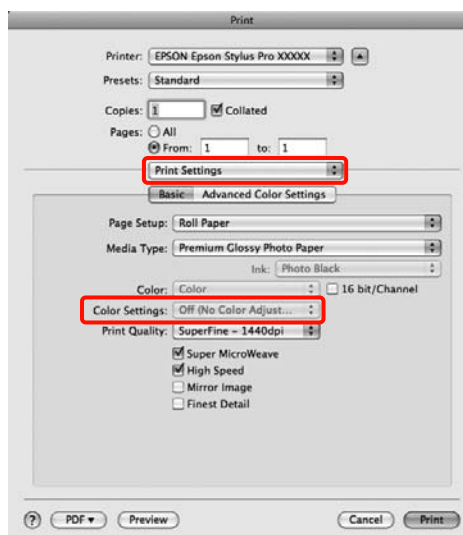 Print
Printer: EPSON Epson Stylus Pro XXXXX
Presets: Standard
Copies: 1 Collated
Pages: All
From: 1 to: 1
Print Settings
Basic Advanced Color Settings
Page Setup: Roll Paper
Media Type: Premium Glossy Photo Paper
Ink: Photo Black
Color: Color 16 bit/Channel
Color Settings: Off (No Color Adjust...
Print Quality: SuperFine - 1440dpi
Super MicroWeave
High Speed
Mirror Image
Finest Detail
? PDF Preview Cancel Print